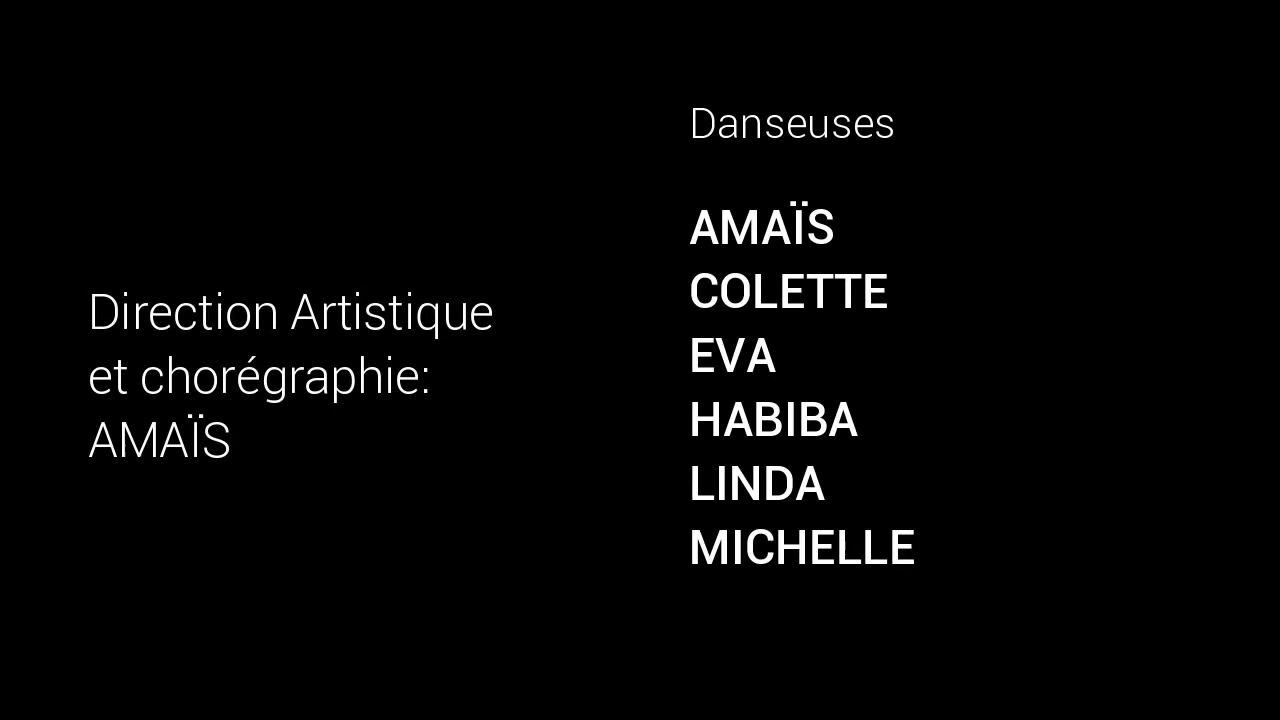 Direction Artistique
et chorégraphie:
AMAÏS
Danseuses
AMAÏS
COLETTE
EVA
HABIBA
LINDA
MICHELLE